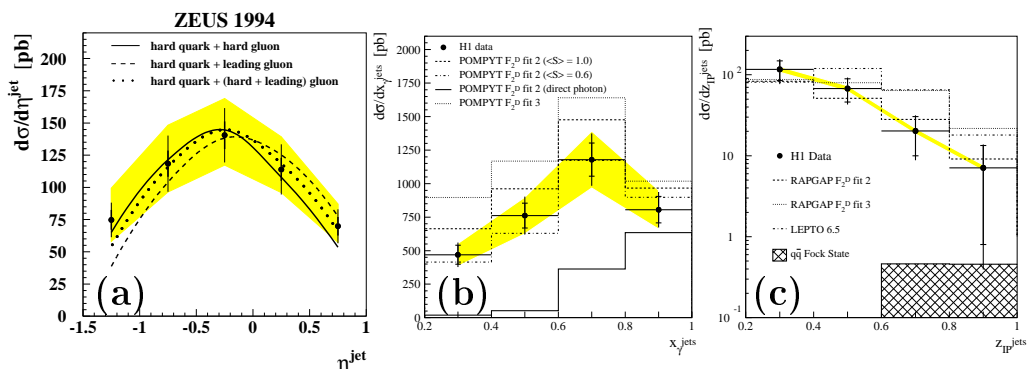 ZEUS 1994
dσ/dη^jet [pb]
200
175
150
125
100
75
50
25
0
hard quark + hard gluon
hard quark + leading gluon
hard quark + (hard + leading) gluon
(a)
-1.5 -1 -0.5 0 0.5 1
η^jet
dσ/dx_γ^jets [pb]
2000
1750
1500
1250
1000
750
500
250
0
H1 data
POMPYT F₂ᴰ fit 2 (<S> = 1.0)
POMPYT F₂ᴰ fit 2 (<S> = 0.6)
POMPYT F₂ᴰ fit 2 (direct photon)
POMPYT F₂ᴰ fit 3
(b)
0.2 0.4 0.6 0.8 1
x_γ^jets
dσ/dz_IP^jets [pb]
10^2
10
1
10^-1
H1 Data
RAPGAP F₂ᴰ fit 2
RAPGAP F₂ᴰ fit 3
LEPTO 6.5
qq̄ Fock State
(c)
0.2 0.4 0.6 0.8 1
z_IP^jets